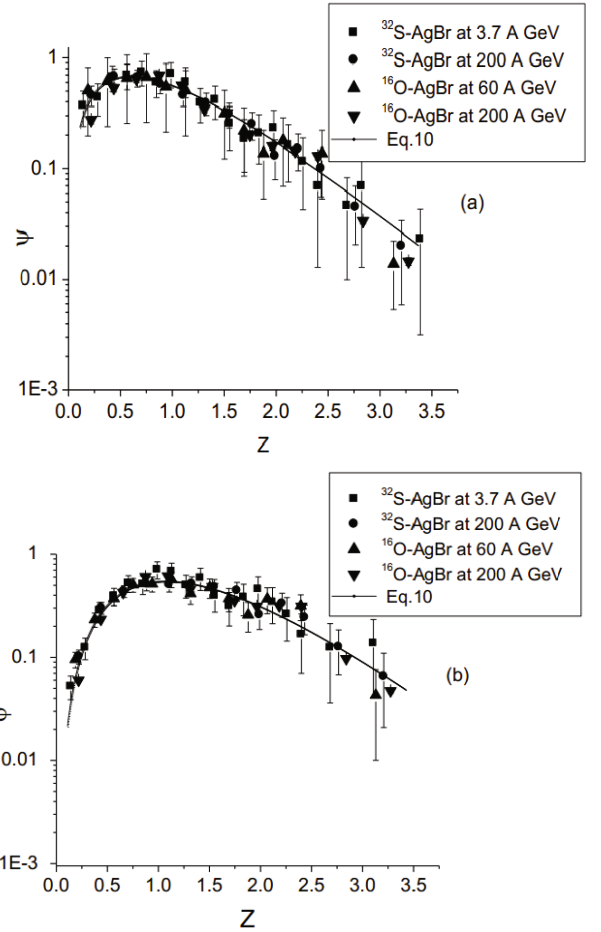 ³²S-AgBr at 3.7 A GeV
³²S-AgBr at 200 A GeV
¹⁶O-AgBr at 60 A GeV
¹⁶O-AgBr at 200 A GeV
Eq.10
1
0.1
0.01
1E-3
ψ
(a)
0.0 0.5 1.0 1.5 2.0 2.5 3.0 3.5
Z
³²S-AgBr at 3.7 A GeV
³²S-AgBr at 200 A GeV
¹⁶O-AgBr at 60 A GeV
¹⁶O-AgBr at 200 A GeV
Eq.10
1
0.1
0.01
1E-3
(b)
0.0 0.5 1.0 1.5 2.0 2.5 3.0 3.5
Z